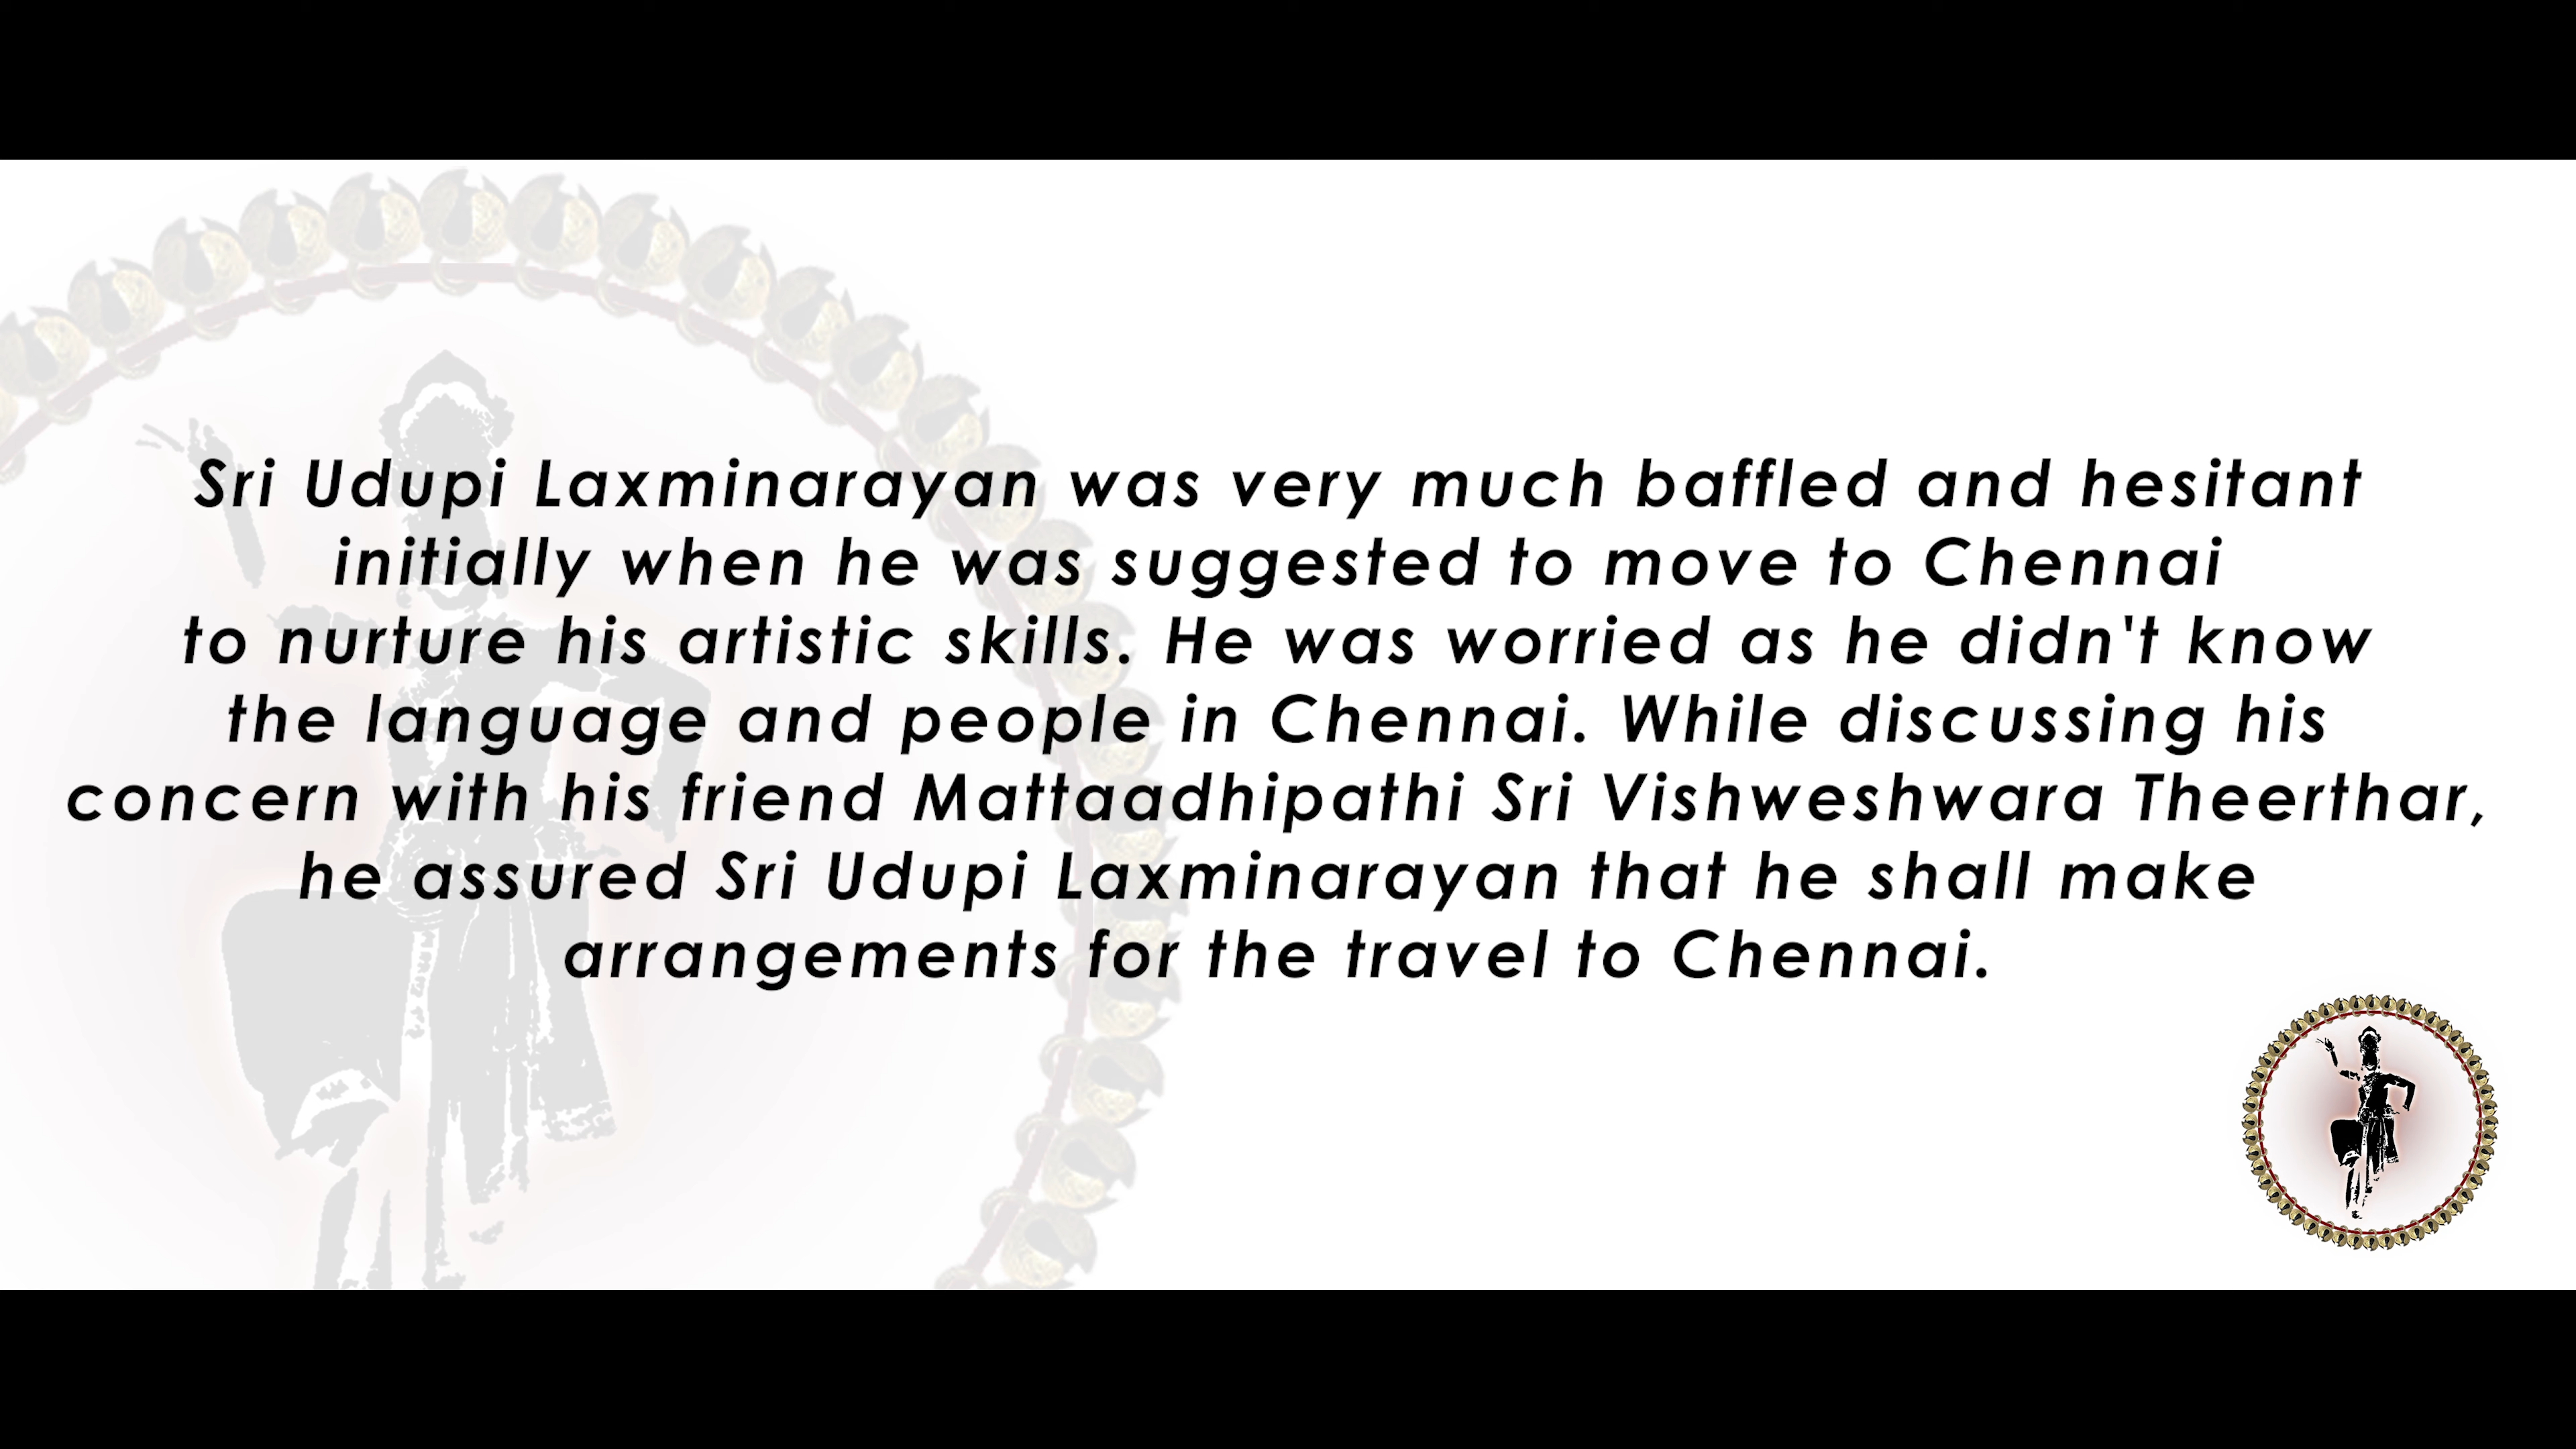 Sri Udupi Laxminarayan was very much baffled and hesitant
initially when he was suggested to move to Chennai
to nurture his artistic skills. He was worried as he didn't know
the language and people in Chennai. While discussing his
concern with his friend Mattaadhipathi Sri Vishweshwara Theerthar,
he assured Sri Udupi Laxminarayan that he shall make
arrangements for the travel to Chennai.